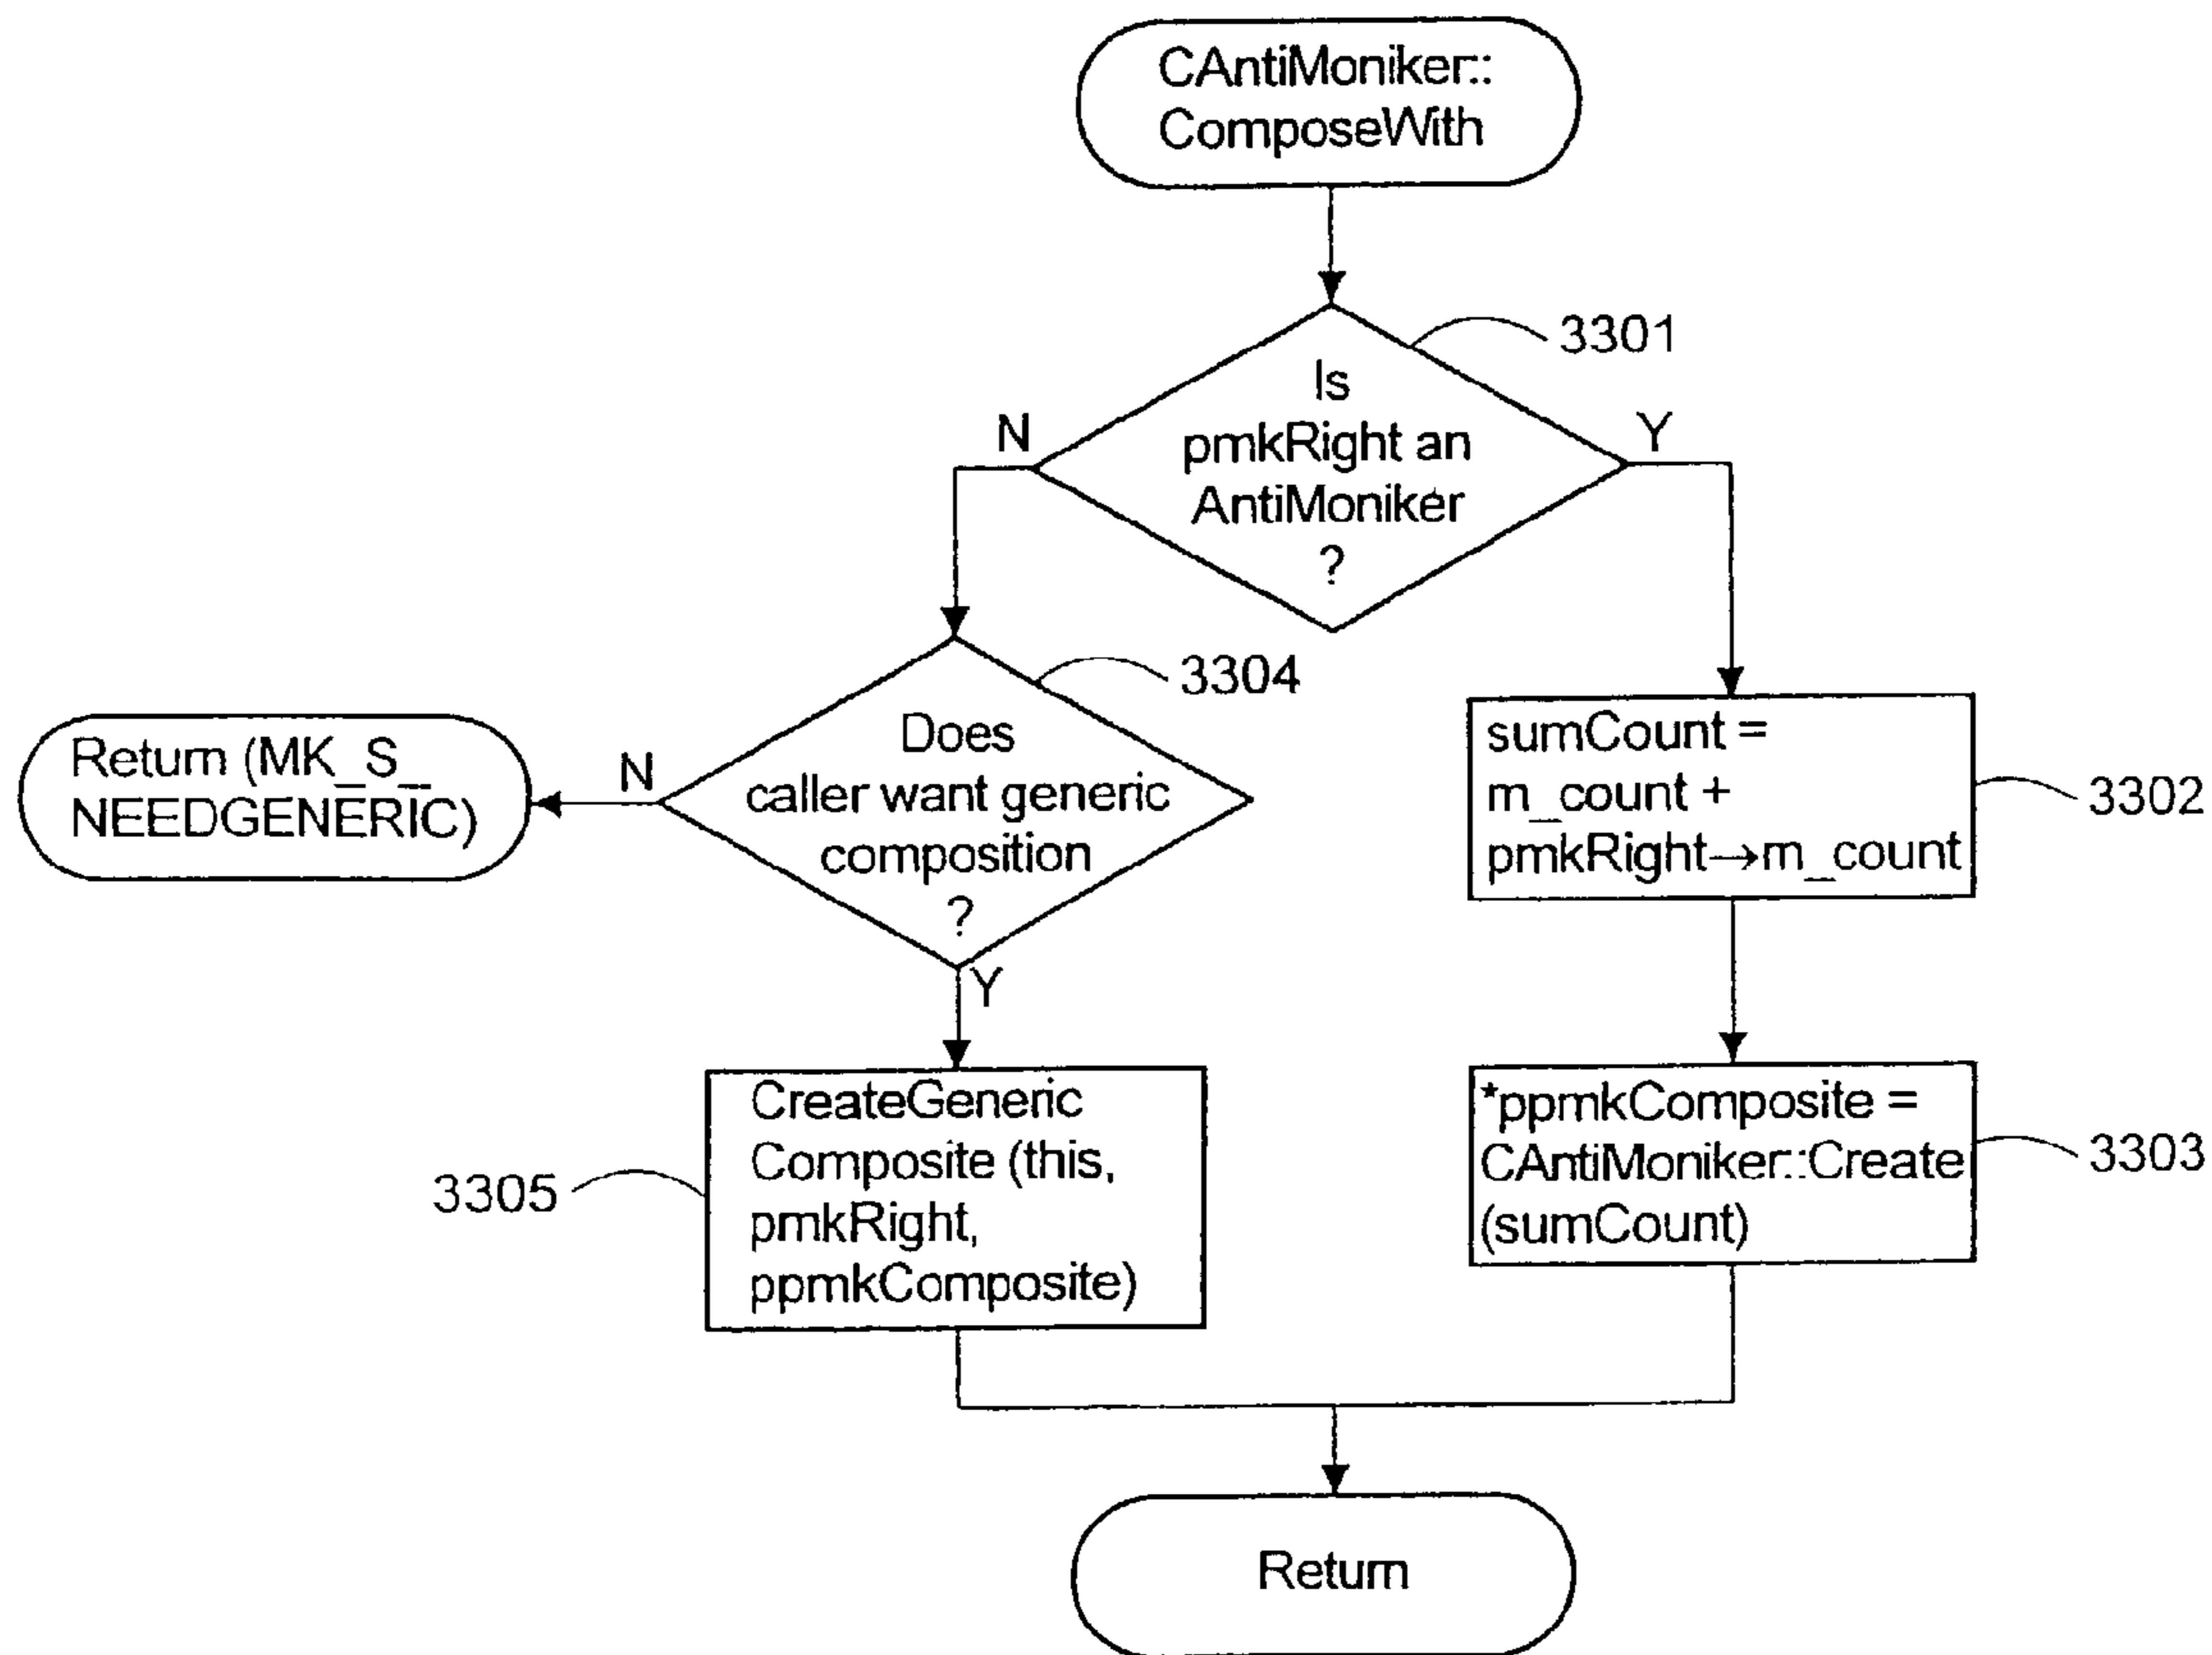 CAntiMoniker::
ComposeWith
3301
Is
pmkRight an
AntiMoniker
?
N
Y
3304
Does
caller want generic
composition
?
N
Y
Return (MK_S_
NEEDGENERIC)
sumCount =
m_count +
pmkRight→m_count
3302
CreateGeneric
Composite (this,
pmkRight,
ppmkComposite)
3305
*ppmkComposite =
CAntiMoniker::Create
(sumCount)
3303
Return